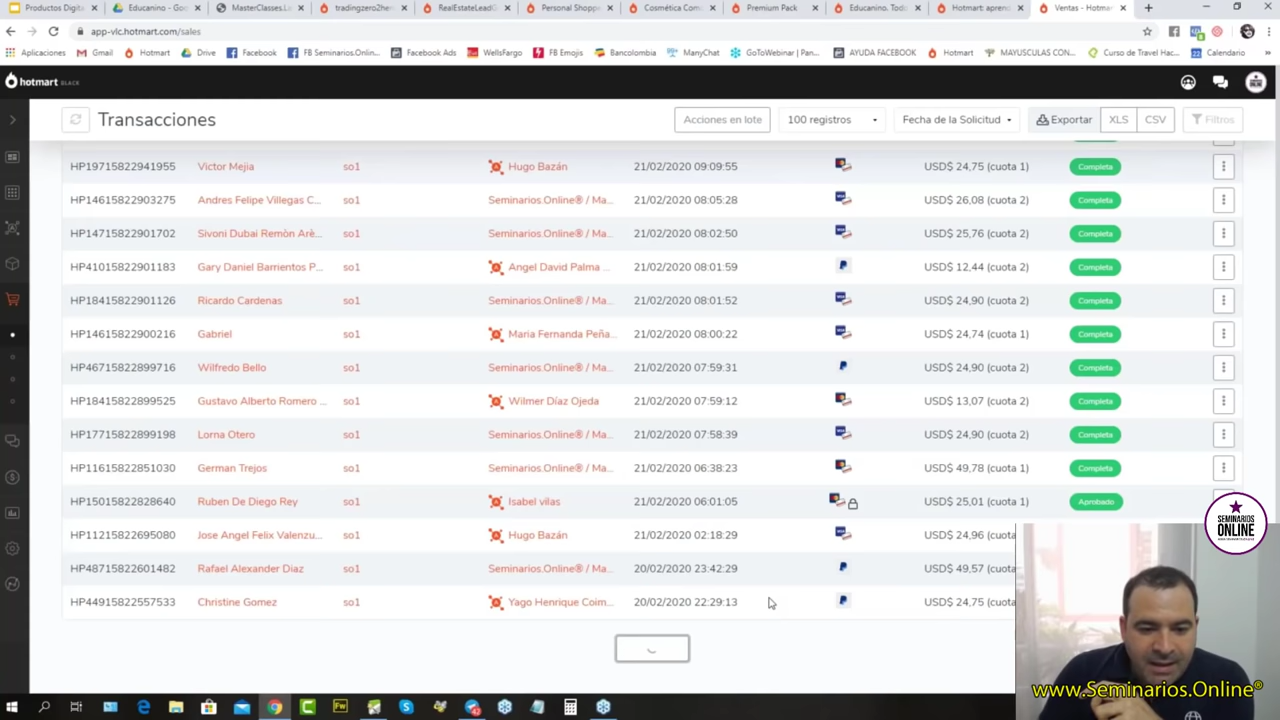 Productos Digita
Educanino - Goo
MasterClasses.La
tradingzero2hero
RealEstateLeadG
Personal Shoppe
Cosmética Com
Premium Pack
Educanino. Todo
Hotmart: apren
Ventas - Hotmar
app-vlc.hotmart.com/sales
Aplicaciones
Gmail
Hotmart
Drive
Facebook
FB Seminarios.Onlin...
Facebook Ads
WellsFargo
FB Emojis
Bancolombia
ManyChat
GoToWebinar | Pan...
AYUDA FACEBOOK
Hotmart
MAYUSCULAS CON...
Curso de Travel Hac...
Calendario
hotmart BLACK
Transacciones
Acciones en lote
100 registros
Fecha de la Solicitud
Exportar
XLS
CSV
Filtros
HP19715822941955 Victor Mejia so1 Hugo Bazán 21/02/2020 09:09:55 USD$ 24,75 (cuota 1) Completa
HP14615822903275 Andres Felipe Villegas C... so1 Seminarios.Online® / Ma... 21/02/2020 08:05:28 USD$ 26,08 (cuota 2) Completa
HP14715822901702 Sivoni Dubai Remòn Arè... so1 Seminarios.Online® / Ma... 21/02/2020 08:02:50 USD$ 25,76 (cuota 2) Completa
HP41015822901183 Gary Daniel Barrientos P... so1 Angel David Palma ... 21/02/2020 08:01:59 USD$ 12,44 (cuota 2) Completa
HP18415822901126 Ricardo Cardenas so1 Seminarios.Online® / Ma... 21/02/2020 08:01:52 USD$ 24,90 (cuota 2) Completa
HP14615822900216 Gabriel so1 Maria Fernanda Peña... 21/02/2020 08:00:22 USD$ 24,74 (cuota 1) Completa
HP46715822899716 Wilfredo Bello so1 Seminarios.Online® / Ma... 21/02/2020 07:59:31 USD$ 24,90 (cuota 2) Completa
HP18415822899525 Gustavo Alberto Romero ... so1 Wilmer Díaz Ojeda 21/02/2020 07:59:12 USD$ 13,07 (cuota 2) Completa
HP17715822899198 Lorna Otero so1 Seminarios.Online® / Ma... 21/02/2020 07:58:39 USD$ 24,90 (cuota 2) Completa
HP11615822851030 German Trejos so1 Seminarios.Online® / Ma... 21/02/2020 06:38:23 USD$ 49,78 (cuota 1) Completa
HP15015822828640 Ruben De Diego Rey so1 Isabel vilas 21/02/2020 06:01:05 USD$ 25,01 (cuota 1) Aprobado
HP11215822695080 Jose Angel Felix Valenzu... so1 Hugo Bazán 21/02/2020 02:18:29 USD$ 24,96 (cuota
HP48715822601482 Rafael Alexander Diaz so1 Seminarios.Online® / Ma... 20/02/2020 23:42:29 USD$ 49,57 (cuota
HP44915822557533 Christine Gomez so1 Yago Henrique Coim... 20/02/2020 22:29:13 USD$ 24,75 (cuota
SEMINARIOS
ONLINE
www.Seminarios.Online®